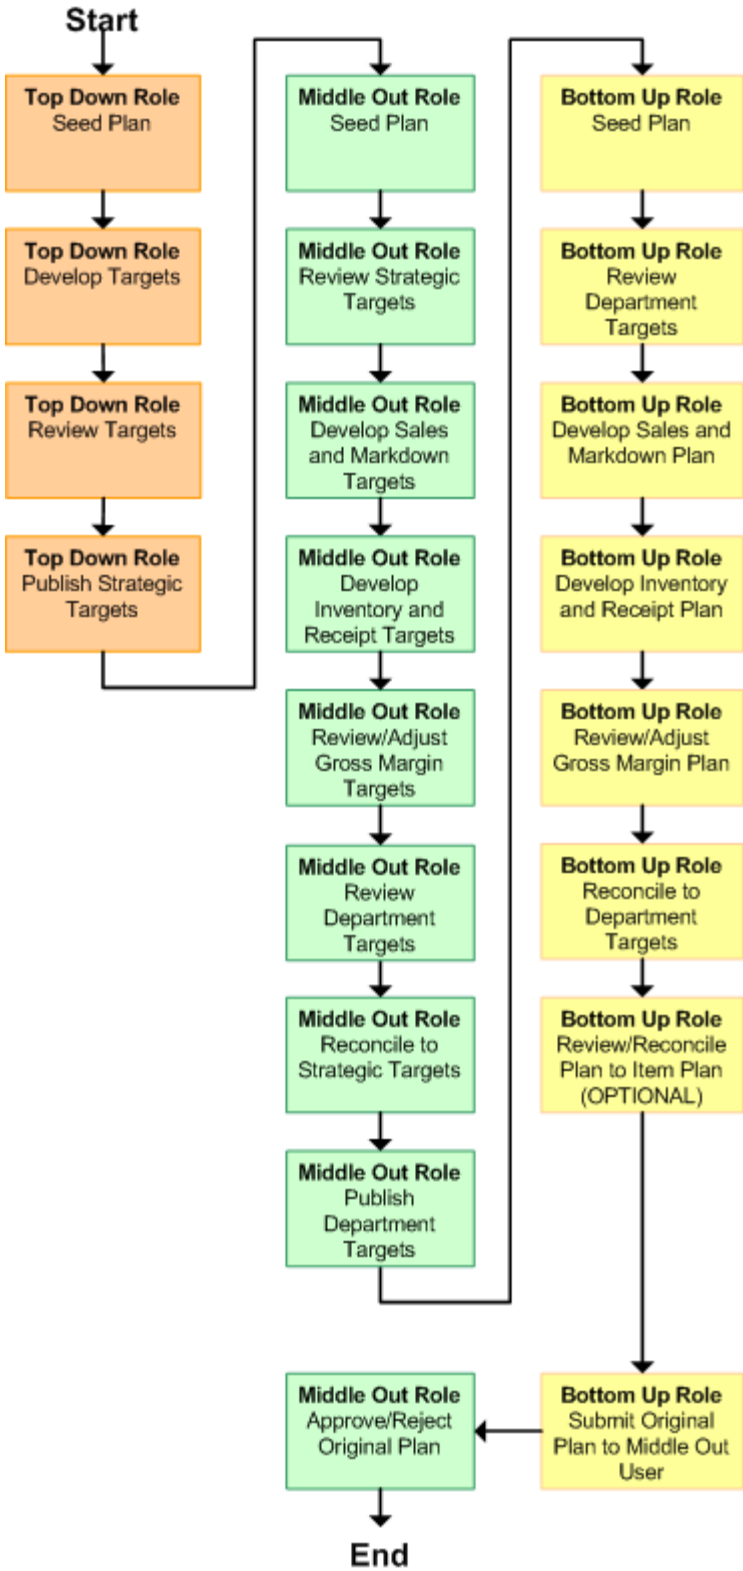 Start
Top Down Role
Seed Plan
Top Down Role
Develop Targets
Top Down Role
Review Targets
Top Down Role
Publish Strategic
Targets
Middle Out Role
Seed Plan
Middle Out Role
Review Strategic
Targets
Middle Out Role
Develop Sales
and Markdown
Targets
Middle Out Role
Develop
Inventory and
Receipt Targets
Middle Out Role
Review/Adjust
Gross Margin
Targets
Middle Out Role
Review
Department
Targets
Middle Out Role
Reconcile to
Strategic Targets
Middle Out Role
Publish
Department
Targets
Bottom Up Role
Seed Plan
Bottom Up Role
Review
Department
Targets
Bottom Up Role
Develop Sales and
Markdown Plan
Bottom Up Role
Develop Inventory
and Receipt Plan
Bottom Up Role
Review/Adjust
Gross Margin Plan
Bottom Up Role
Reconcile to
Department
Targets
Bottom Up Role
Review/Reconcile
Plan to Item Plan
(OPTIONAL)
Bottom Up Role
Submit Original
Plan to Middle Out
User
Middle Out Role
Approve/Reject
Original Plan
End